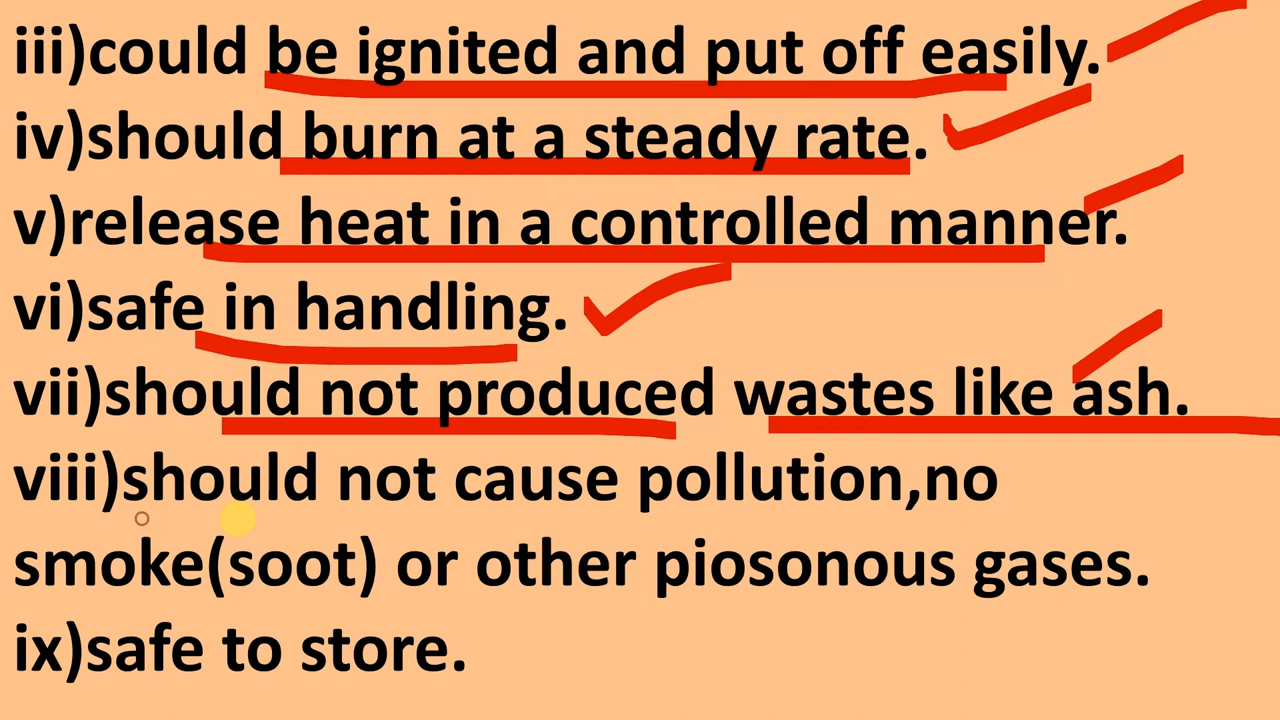 iii)could be ignited and put off easily.
iv)should burn at a steady rate.
v)release heat in a controlled manner.
vi)safe in handling.
vii)should not produced wastes like ash.
viii)should not cause pollution,no
smoke(soot) or other piosonous gases.
ix)safe to store.